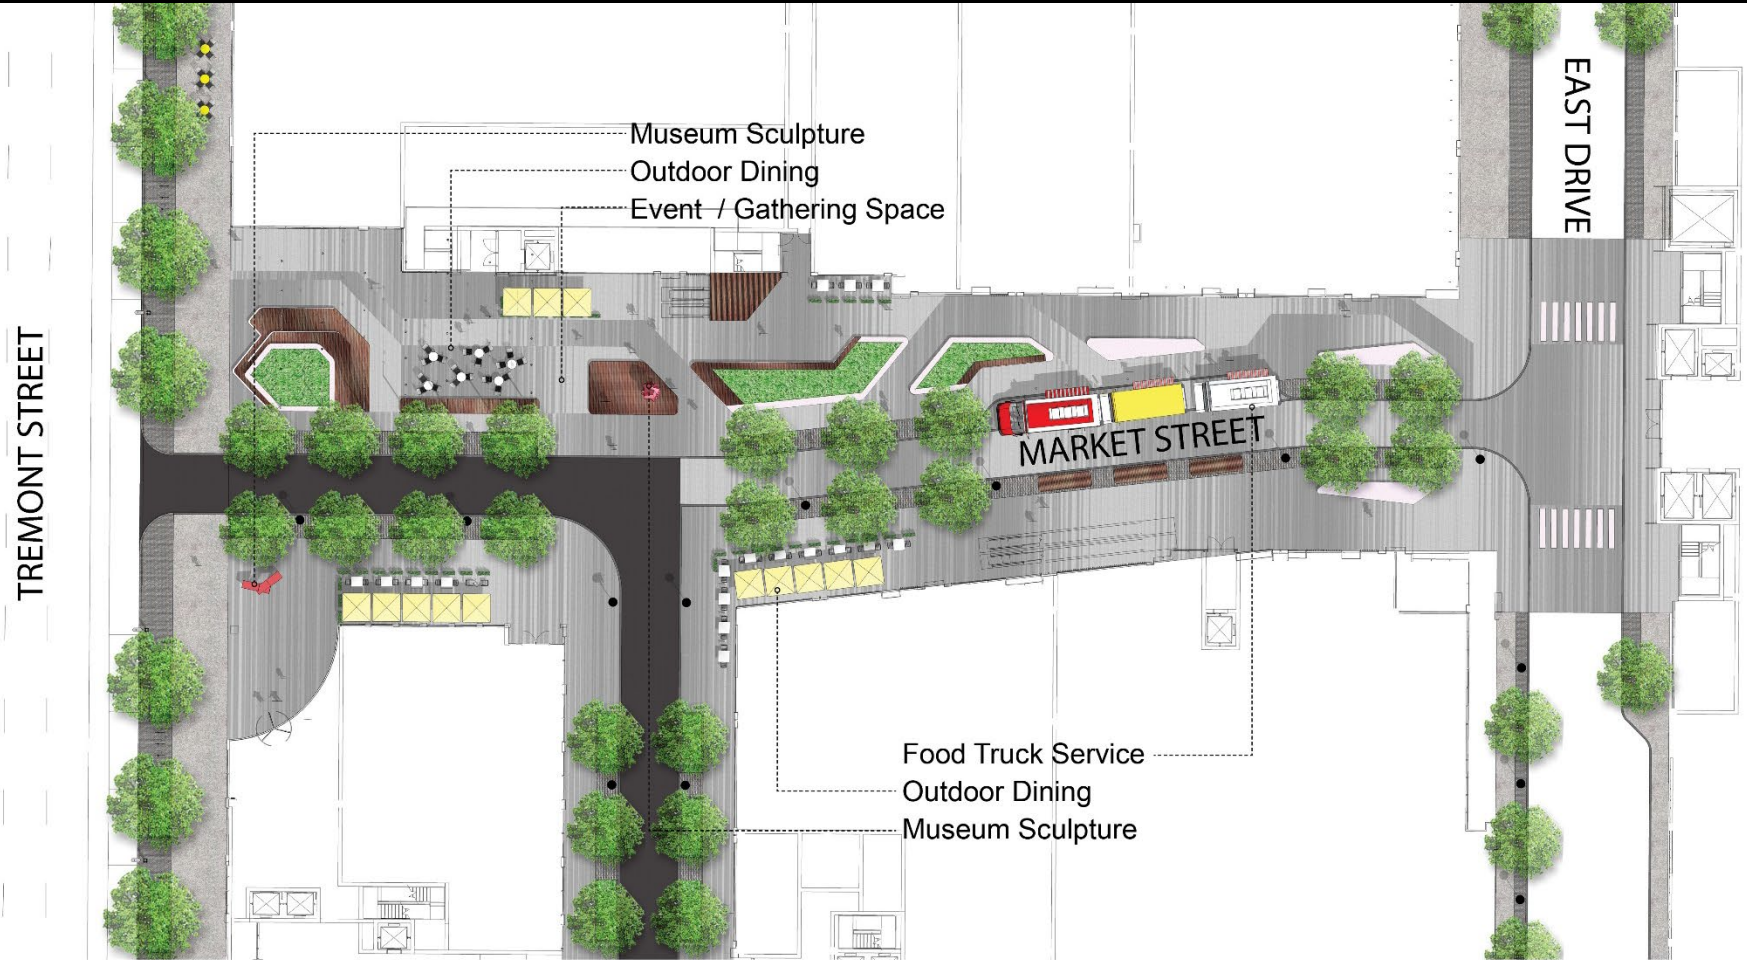 EAST DRIVE
Museum Sculpture
Outdoor Dining
Event / Gathering Space
TREMONT STREET
MARKET STREET
Food Truck Service
Outdoor Dining
Museum Sculpture